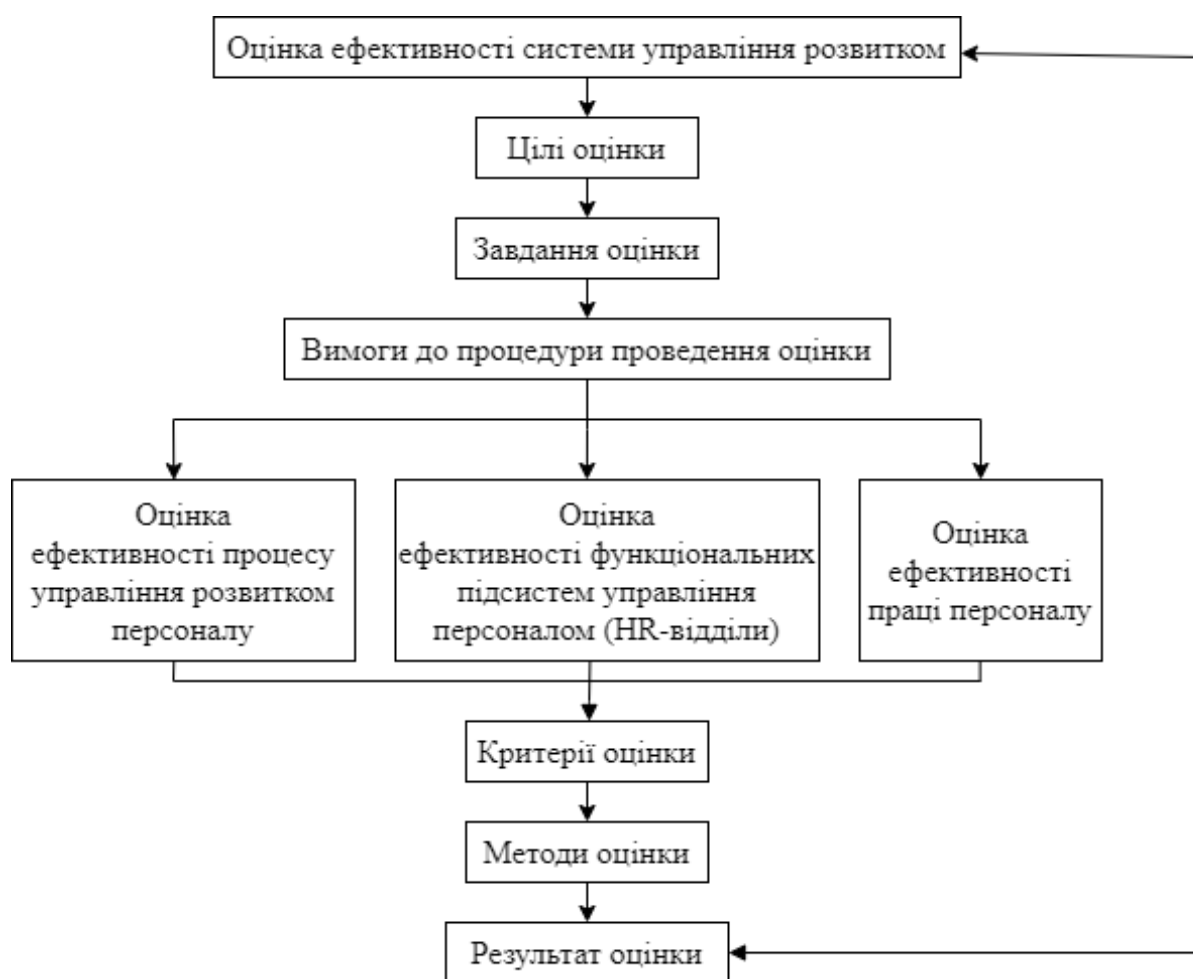 Оцінка ефективності системи управління розвитком
Цілі оцінки
Завдання оцінки
Вимоги до процедури проведення оцінки
Оцінка
ефективності процесу
управління розвитком
персоналу
Оцінка
ефективності функціональних
підсистем управління
персоналом (HR-відділи)
Оцінка
ефективності
праці персоналу
Критерії оцінки
Методи оцінки
Результат оцінки